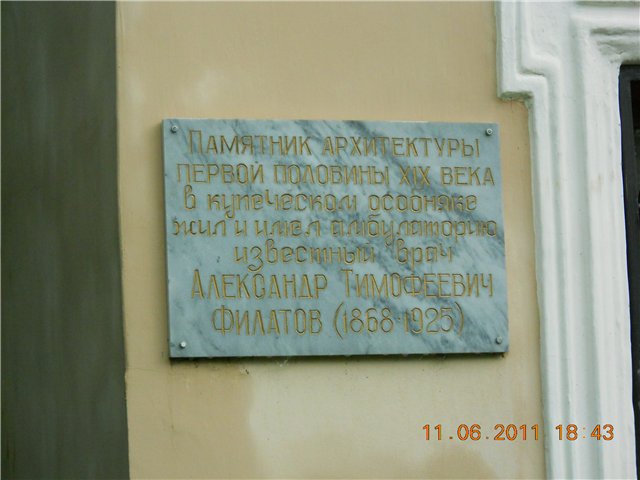 Памятник архитектуры
первой половины XIX века
в купеческом особняке
жил и имел амбулаторию
известный врач
Александр Тимофеевич
Филатов (1868-1925)
11.06.2011 18:43